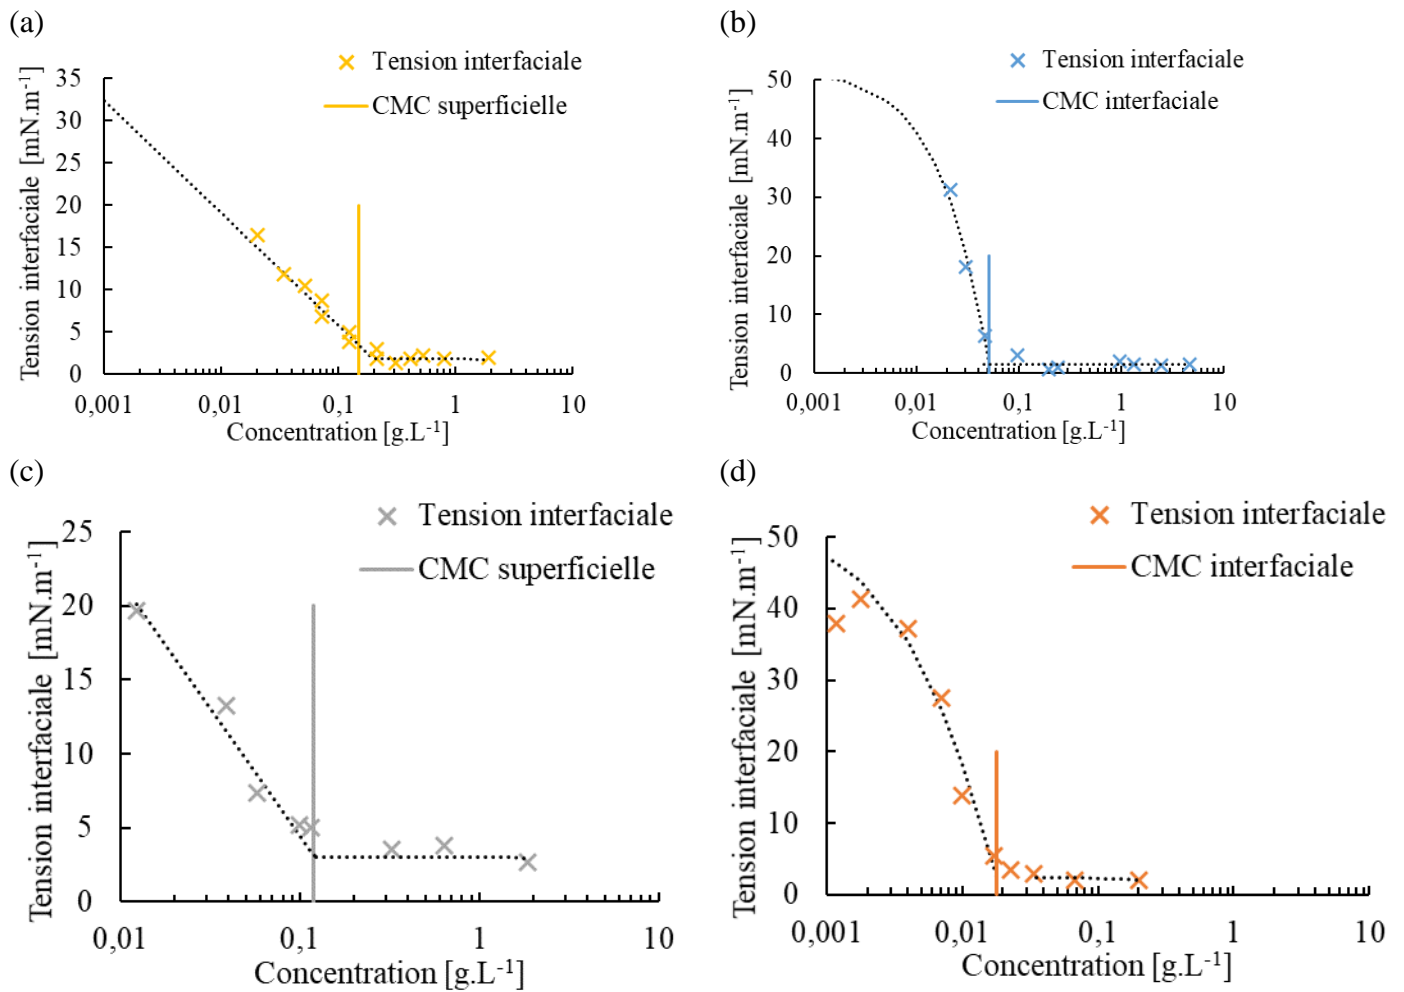 (a)
Tension interfaciale
CMC superficielle
Tension interfaciale [mN.m-1]
35
30
25
20
15
10
5
0
0,001 0,01 0,1 1 10
Concentration [g.L-1]
(b)
Tension interfaciale
CMC interfaciale
Tension interfaciale [mN.m-1]
50
40
30
20
10
0
0,001 0,01 0,1 1 10
Concentration [g.L-1]
(c)
Tension interfaciale
CMC superficielle
Tension interfaciale [mN.m-1]
25
20
15
10
5
0
0,01 0,1 1 10
Concentration [g.L-1]
(d)
Tension interfaciale
CMC interfaciale
Tension interfaciale [mN.m-1]
50
40
30
20
10
0
0,001 0,01 0,1 1 10
Concentration [g.L-1]